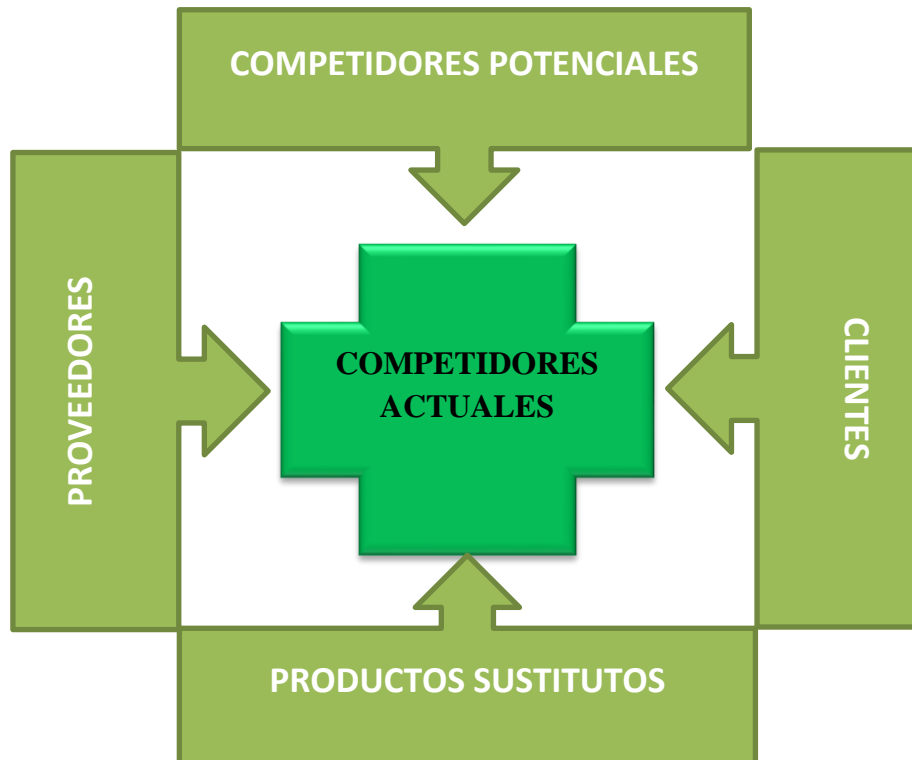 COMPETIDORES POTENCIALES
PROVEEDORES
COMPETIDORES
ACTUALES
CLIENTES
PRODUCTOS SUSTITUTOS